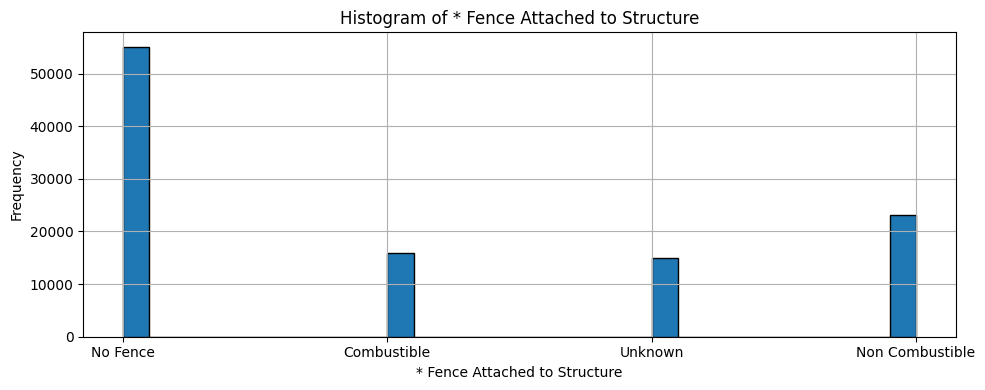 Histogram of * Fence Attached to Structure
Frequency
50000
40000
30000
20000
10000
0
No Fence Combustible Unknown Non Combustible
* Fence Attached to Structure